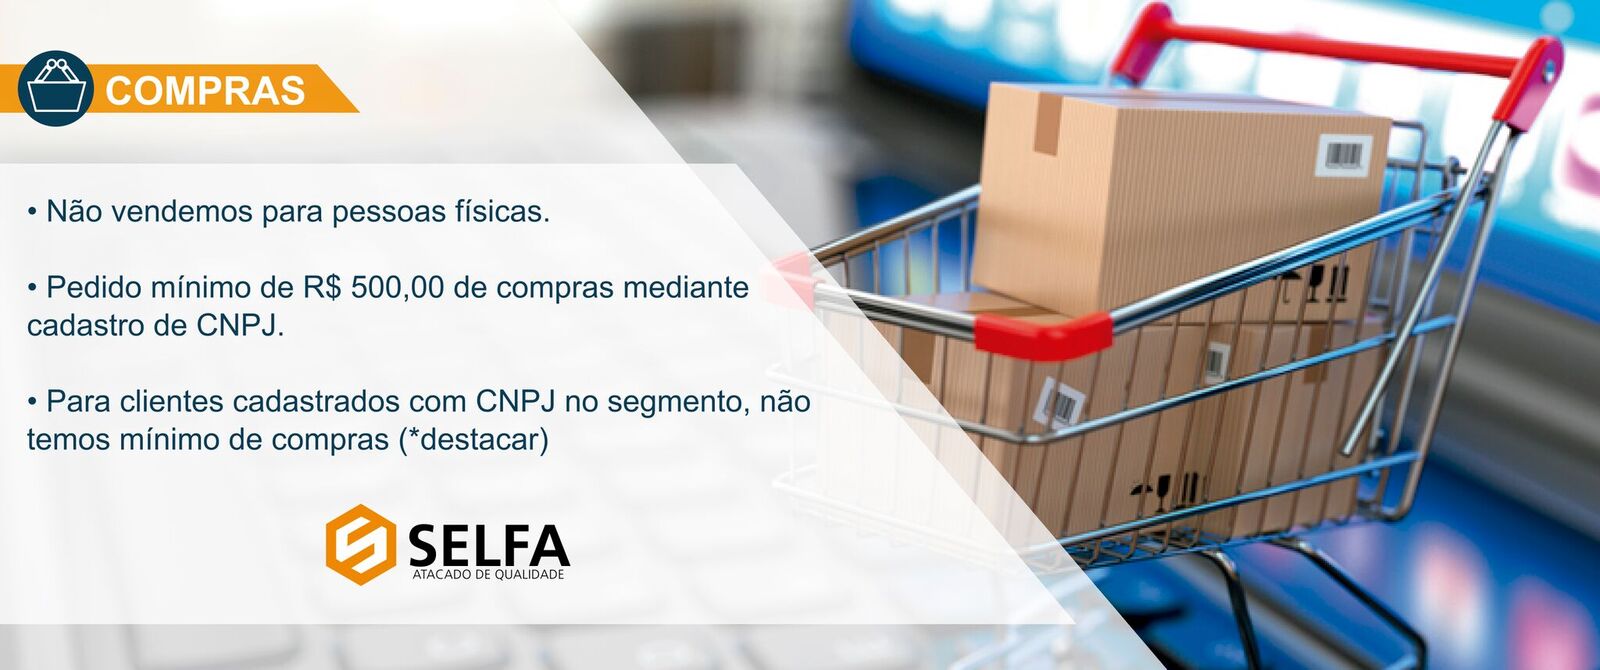 COMPRAS
• Não vendemos para pessoas físicas.
• Pedido mínimo de R$ 500,00 de compras mediante
cadastro de CNPJ.
• Para clientes cadastrados com CNPJ no segmento, não
temos mínimo de compras (*destacar)
SELFA
ATACADO DE QUALIDADE